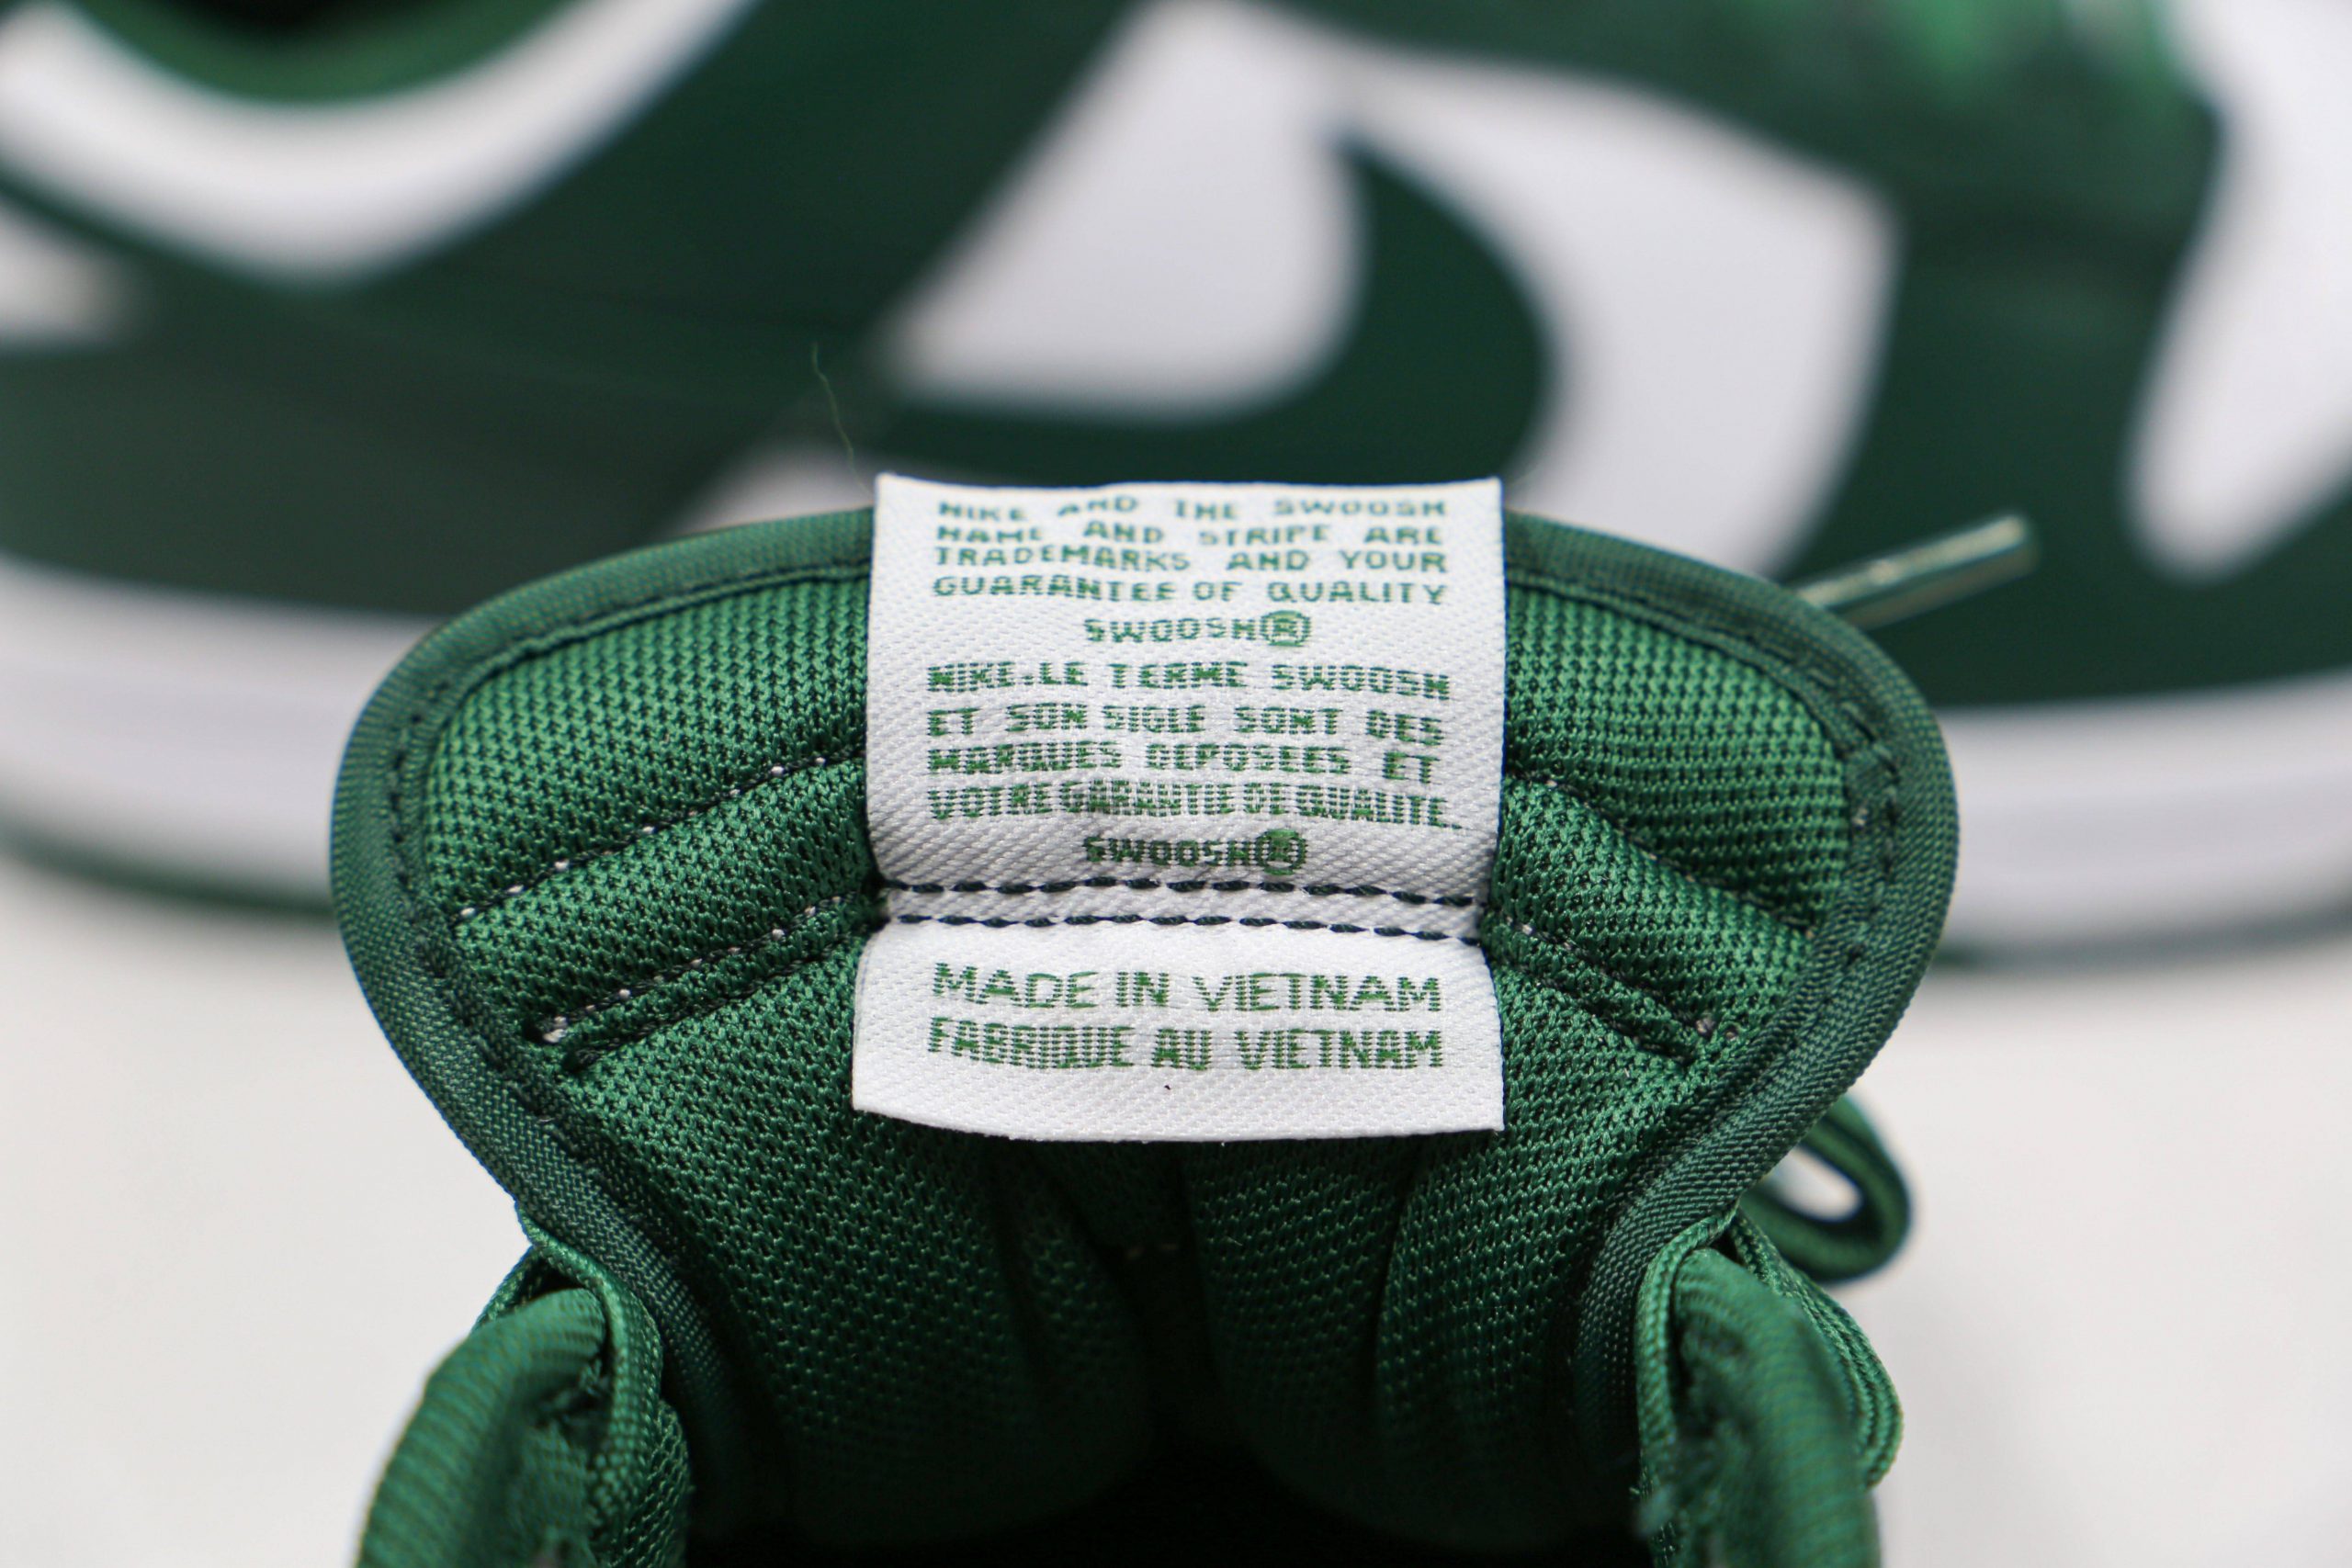 NIKE AND THE SWOOSH
NAME AND STRIPE ARE
TRADEMARKS AND YOUR
GUARANTEE OF QUALITY
SWOOSH®
NIKE.LE TERME SWOOSH
ET SON SIGLE SONT DES
MARQUES DEPOSEES ET
VOTRE GARANTIE DE QUALITE.
SWOOSH®
MADE IN VIETNAM
FABRIQUE AU VIETNAM